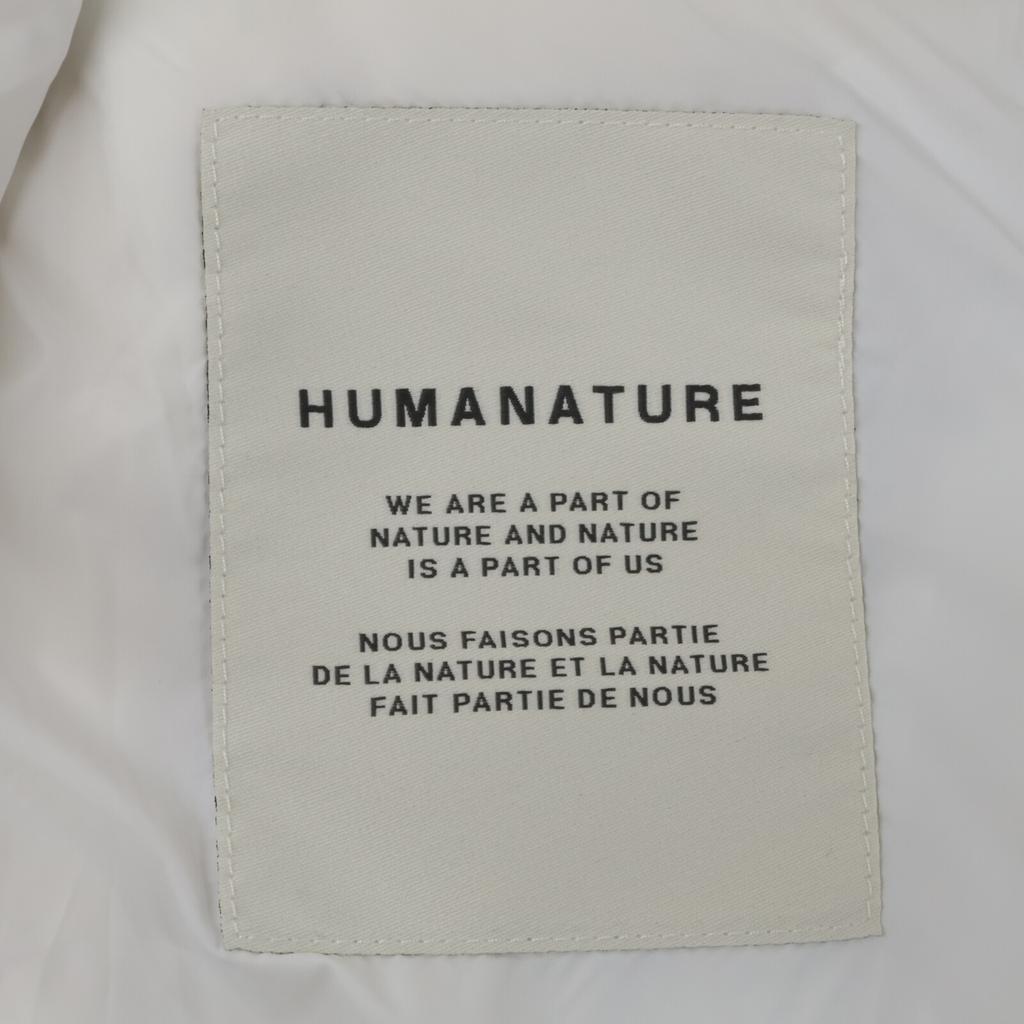 HUMANATURE
WE ARE A PART OF
NATURE AND NATURE
IS A PART OF US
NOUS FAISONS PARTIE
DE LA NATURE ET LA NATURE
FAIT PARTIE DE NOUS